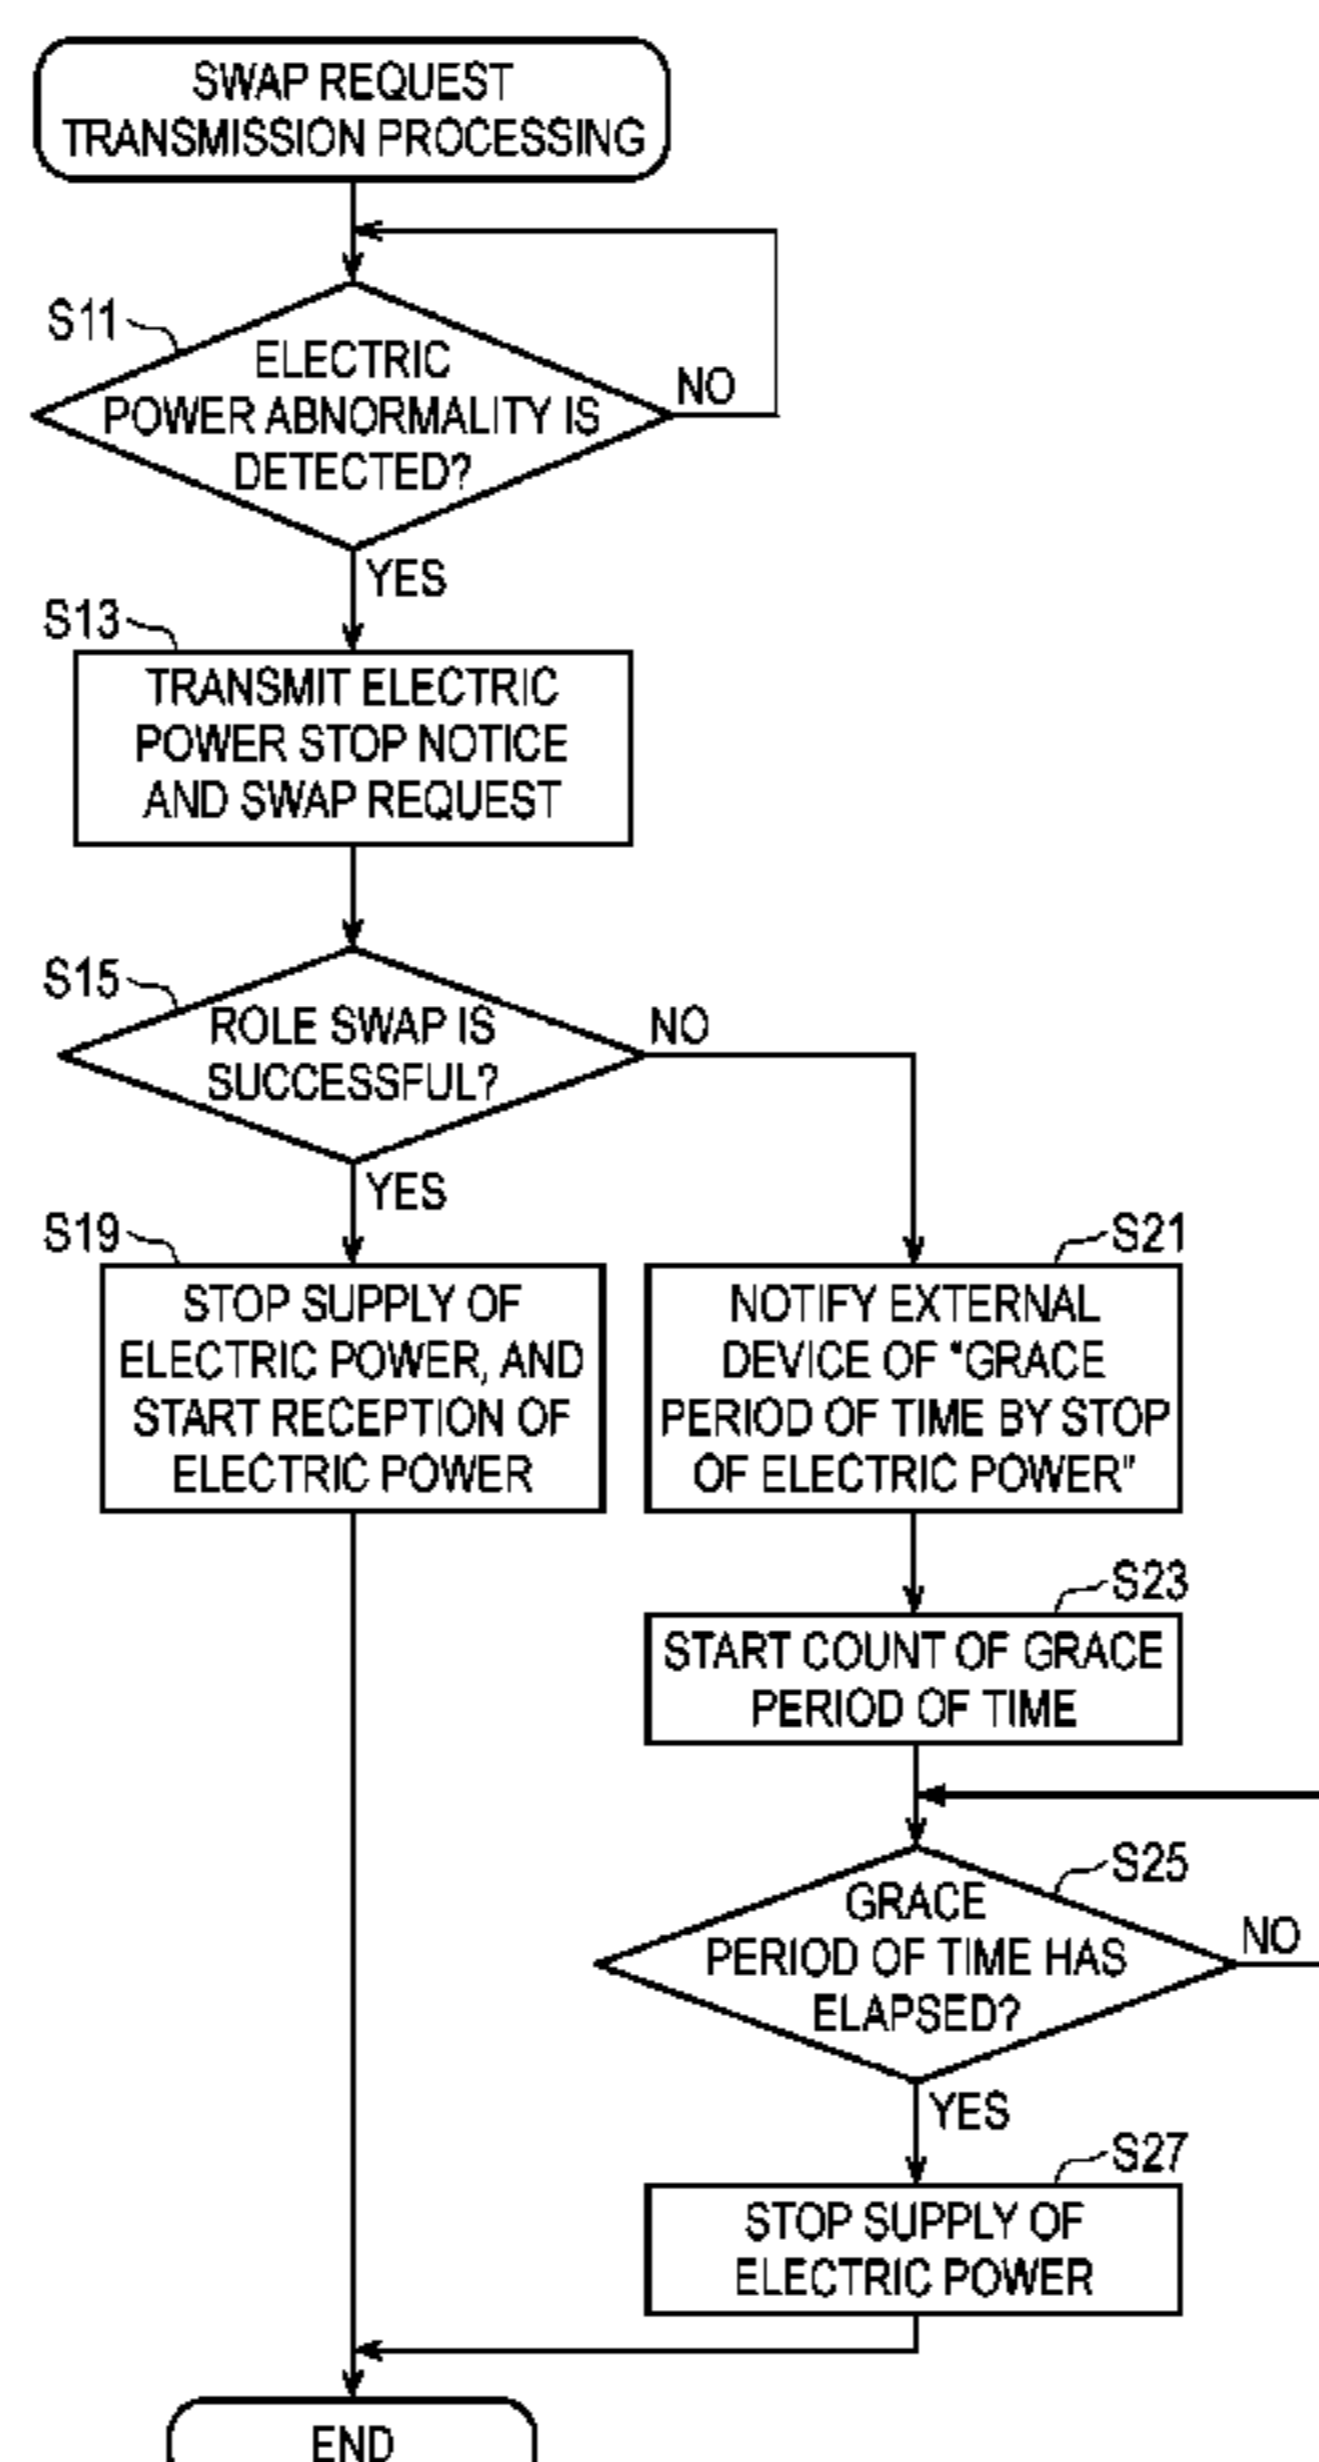 SWAP REQUEST
TRANSMISSION PROCESSING
S11
ELECTRIC
POWER ABNORMALITY IS
DETECTED?
NO
YES
S13
TRANSMIT ELECTRIC
POWER STOP NOTICE
AND SWAP REQUEST
S15
ROLE SWAP IS
SUCCESSFUL?
NO
YES
S19
STOP SUPPLY OF
ELECTRIC POWER, AND
START RECEPTION OF
ELECTRIC POWER
S21
NOTIFY EXTERNAL
DEVICE OF "GRACE
PERIOD OF TIME BY STOP
OF ELECTRIC POWER"
S23
START COUNT OF GRACE
PERIOD OF TIME
S25
GRACE
PERIOD OF TIME HAS
ELAPSED?
NO
YES
S27
STOP SUPPLY OF
ELECTRIC POWER
END